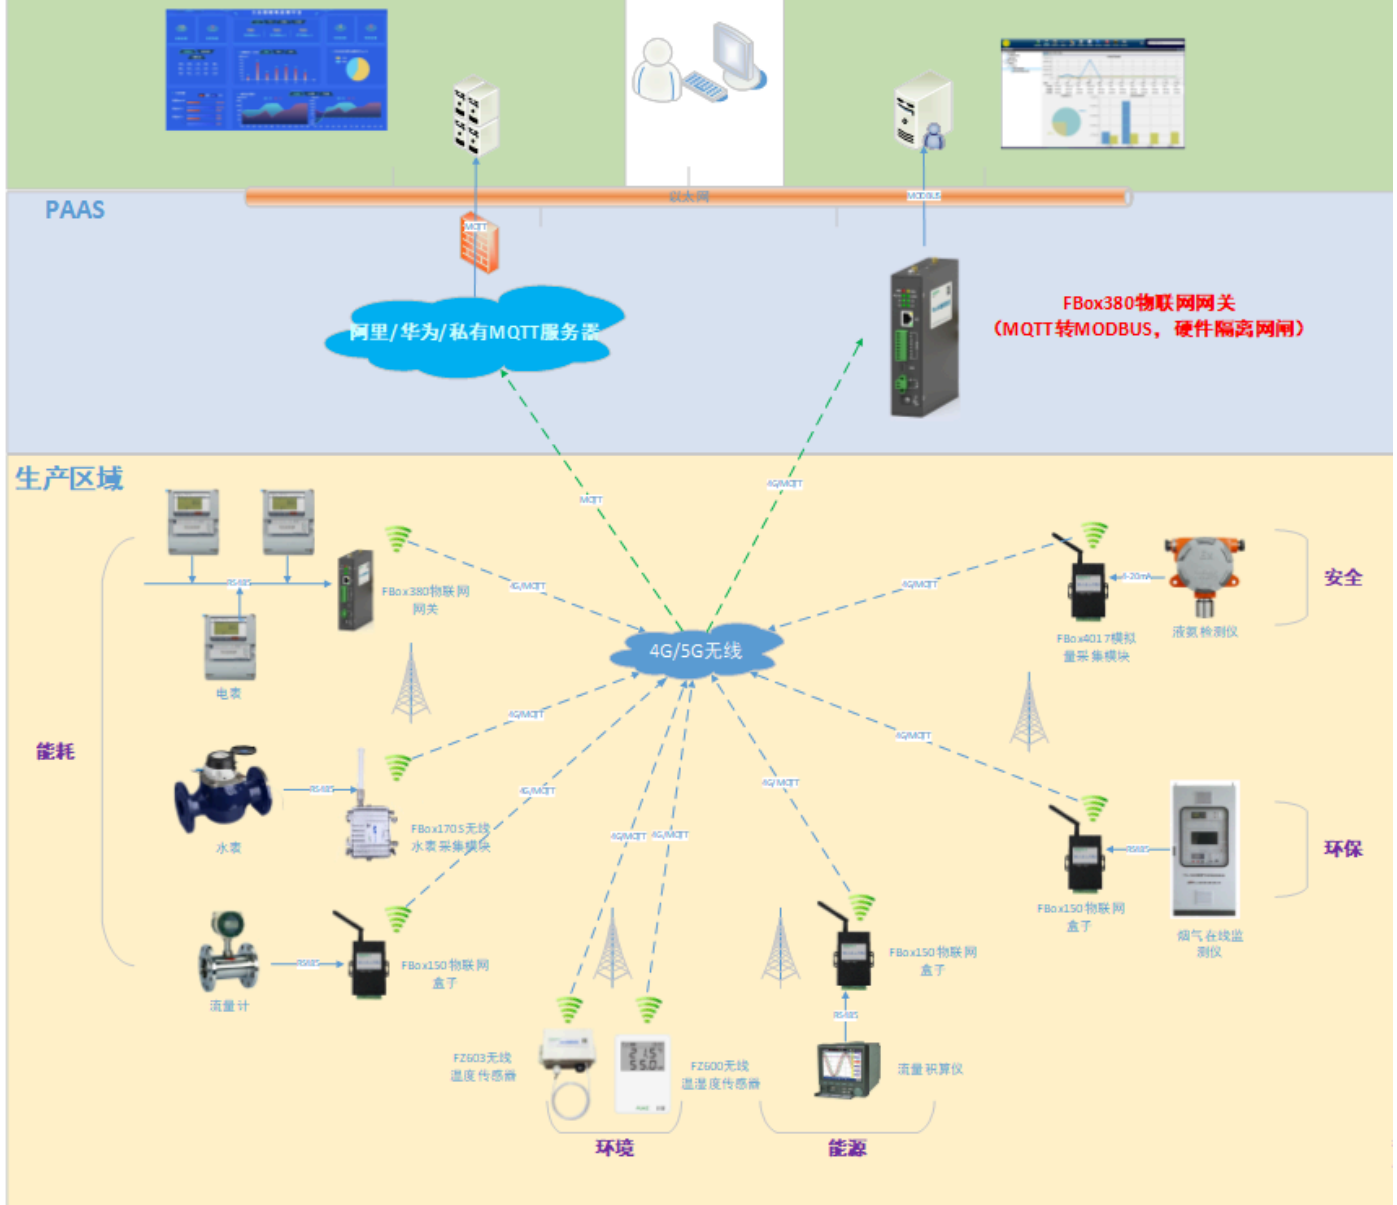 以太网
MODBUS
PAAS
MQTT
FBox380物联网网关
（MQTT转MODBUS，硬件隔离网闸）
阿里/华为/私有MQTT服务器
生产区域
MQTT
4G/MQTT
RS485
FBox380物联网
网关
4G/MQTT
4G/MQTT
4-20mA
安全
FBox4017模拟
量采集模块
液氨检测仪
4G/5G无线
电表
能耗
4G/MQTT
4G/MQTT
RS485
4G/MQTT
4G/MQTT
水表
FBox170S无线
水表采集模块
4G/MQTT
4G/MQTT
RS485
环保
FBox150物联网
盒子
烟气在线监
测仪
RS485
FBox150物联网
盒子
流量计
FBox150物联网
盒子
RS485
FZ603无线
温度传感器
21.5
55.0
FZ600无线
温湿度传感器
流量积算仪
环境
能源